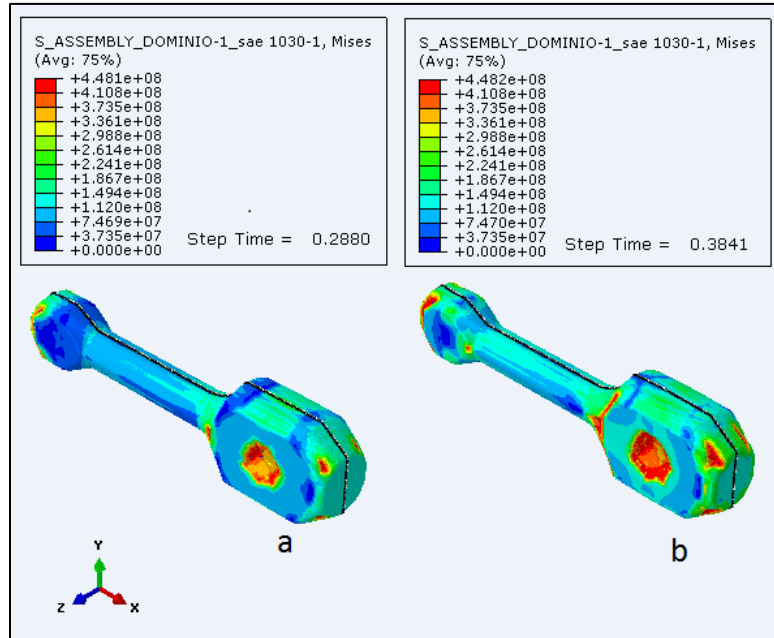 S_ASSEMBLY_DOMINIO-1_sae 1030-1, Mises
(Avg: 75%)
+4.481e+08
+4.108e+08
+3.735e+08
+3.361e+08
+2.988e+08
+2.614e+08
+2.241e+08
+1.867e+08
+1.494e+08
+1.120e+08
+7.469e+07
+3.735e+07
+0.000e+00
Step Time = 0.2880
S_ASSEMBLY_DOMINIO-1_sae 1030-1, Mises
(Avg: 75%)
+4.482e+08
+4.108e+08
+3.735e+08
+3.361e+08
+2.988e+08
+2.614e+08
+2.241e+08
+1.867e+08
+1.494e+08
+1.120e+08
+7.470e+07
+3.735e+07
+0.000e+00
Step Time = 0.3841
a
b
Y
Z
X